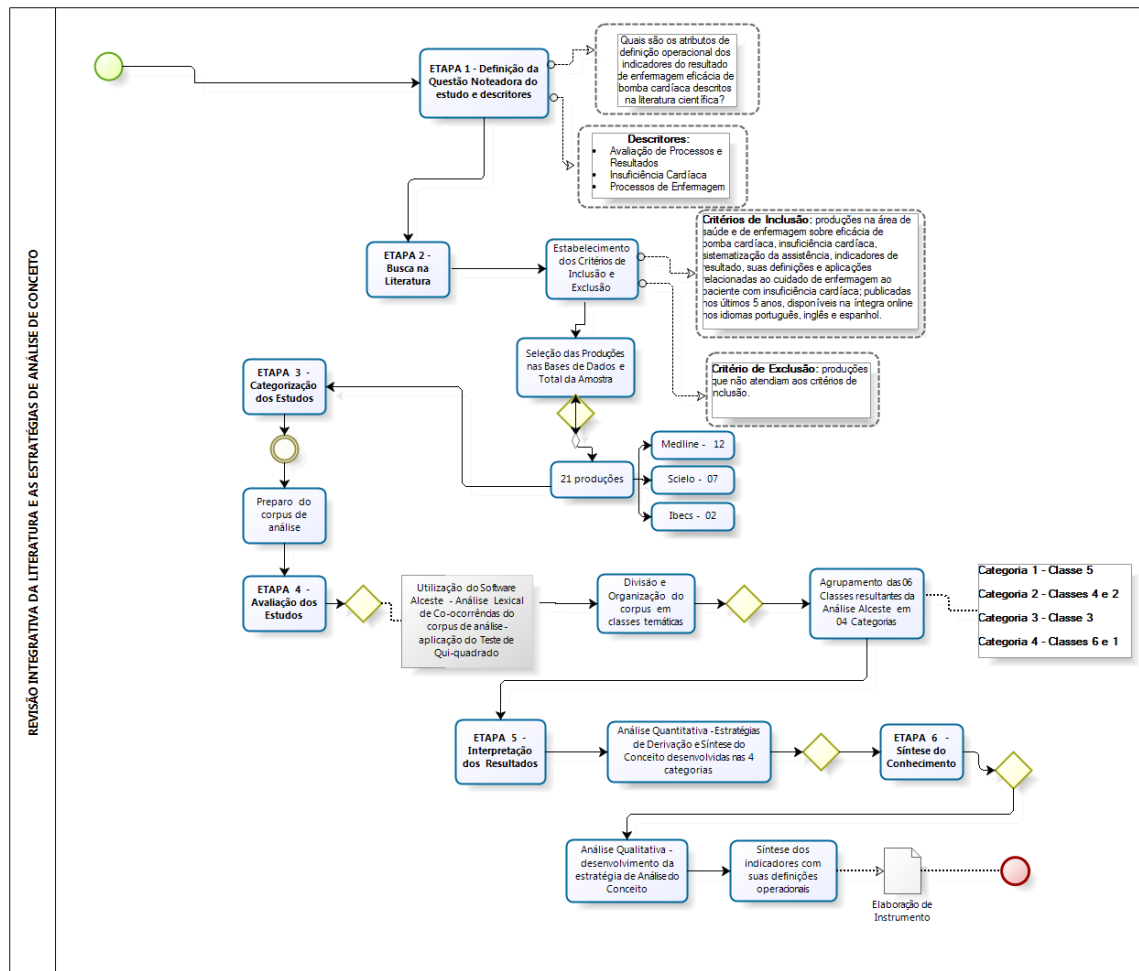 REVISÃO INTEGRATIVA DA LITERATURA E AS ESTRATÉGIAS DE ANÁLISE DE CONCEITO
ETAPA 1 - Definição da
Questão Noteadora do
estudo e descritores
Quais são os atributos de
definição operacional dos
indicadores do resultado
de enfermagem eficácia de
bomba cardíaca descritos
na literatura científica?
Descritores:
• Avaliação de Processos e
Resultados
• Insuficiência Cardíaca
• Processos de Enfermagem
ETAPA 2 -
Busca na
Literatura
Estabelecimento
dos Critérios de
Inclusão e
Exclusão
Critérios de Inclusão: produções na área de
saúde e de enfermagem sobre eficácia de
bomba cardíaca, insuficiência cardíaca,
sistematização da assistência, indicadores de
resultado, suas definições e aplicações
relacionadas ao cuidado de enfermagem ao
paciente com insuficiência cardíaca; publicadas
nos últimos 5 anos, disponíveis na íntegra online
nos idiomas português, inglês e espanhol.
Seleção das Produções
nas Bases de Dados e
Total da Amostra
Critério de Exclusão: produções
que não atendiam aos critérios de
inclusão.
ETAPA 3 -
Categorização
dos Estudos
21 produções
Medline - 12
Scielo - 07
Ibecs - 02
Preparo do
corpus de
análise
ETAPA 4 -
Avaliação dos
Estudos
Utilização do Software
Alceste - Análise Lexical
de Co-ocorrências do
corpus de análise -
aplicação do Teste de
Qui-quadrado
Divisão e
Organização do
corpus em
classes temáticas
Agrupamento das 06
Classes resultantes da
Análise Alceste em
04 Categorias
Categoria 1 - Classe 5
Categoria 2 - Classes 4 e 2
Categoria 3 - Classe 3
Categoria 4 - Classes 6 e 1
ETAPA 5 -
Interpretação
dos Resultados
Análise Quantitativa - Estratégias
de Derivação e Síntese do
Conceito desenvolvidas nas 4
categorias
ETAPA 6 -
Síntese do
Conhecimento
Análise Qualitativa -
desenvolvimento da
estratégia de Análise do
Conceito
Síntese dos
indicadores com
suas definições
operacionais
Elaboração de
Instrumento